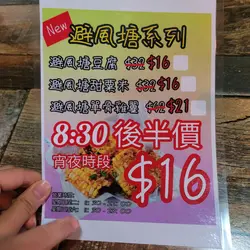 New
避風塘系列
避風塘豆腐 $32 $16
避風塘甜粟米 $32 $16
避風塘單骨雞翼 $42 $21
8:30 後半價
宵夜時段
$16